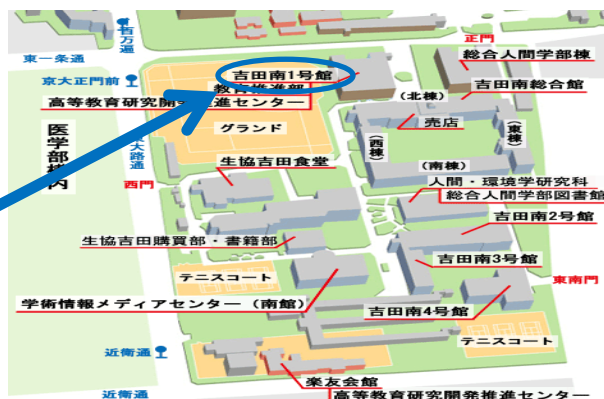 百万遍
東一条通
正門
総合人間学部棟
京大正門前
吉田南1号館
吉田南総合館
教育推進部
(北棟)
高等教育研究開発推進センター
売店
グランド
(西棟)
(東棟)
医学部構内
大路通
生協吉田食堂
(南棟)
西門
人間・環境学研究科
総合人間学部図書館
吉田南2号館
生協吉田購買部・書籍部
吉田南3号館
テニスコート
東南門
学術情報メディアセンター(南館)
吉田南4号館
テニスコート
近衛通
楽友会館
近衛通
高等教育研究開発推進センター